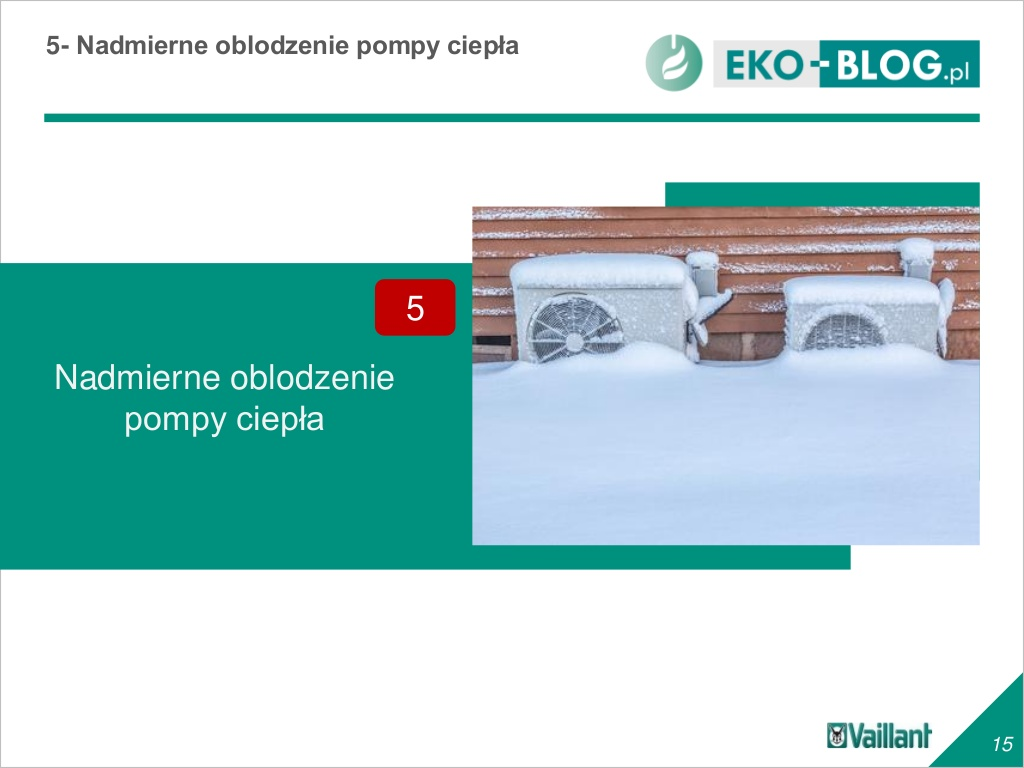 5- Nadmierne oblodzenie pompy ciepła
EKO-BLOG.pl
5
Nadmierne oblodzenie
pompy ciepła
Vaillant
15